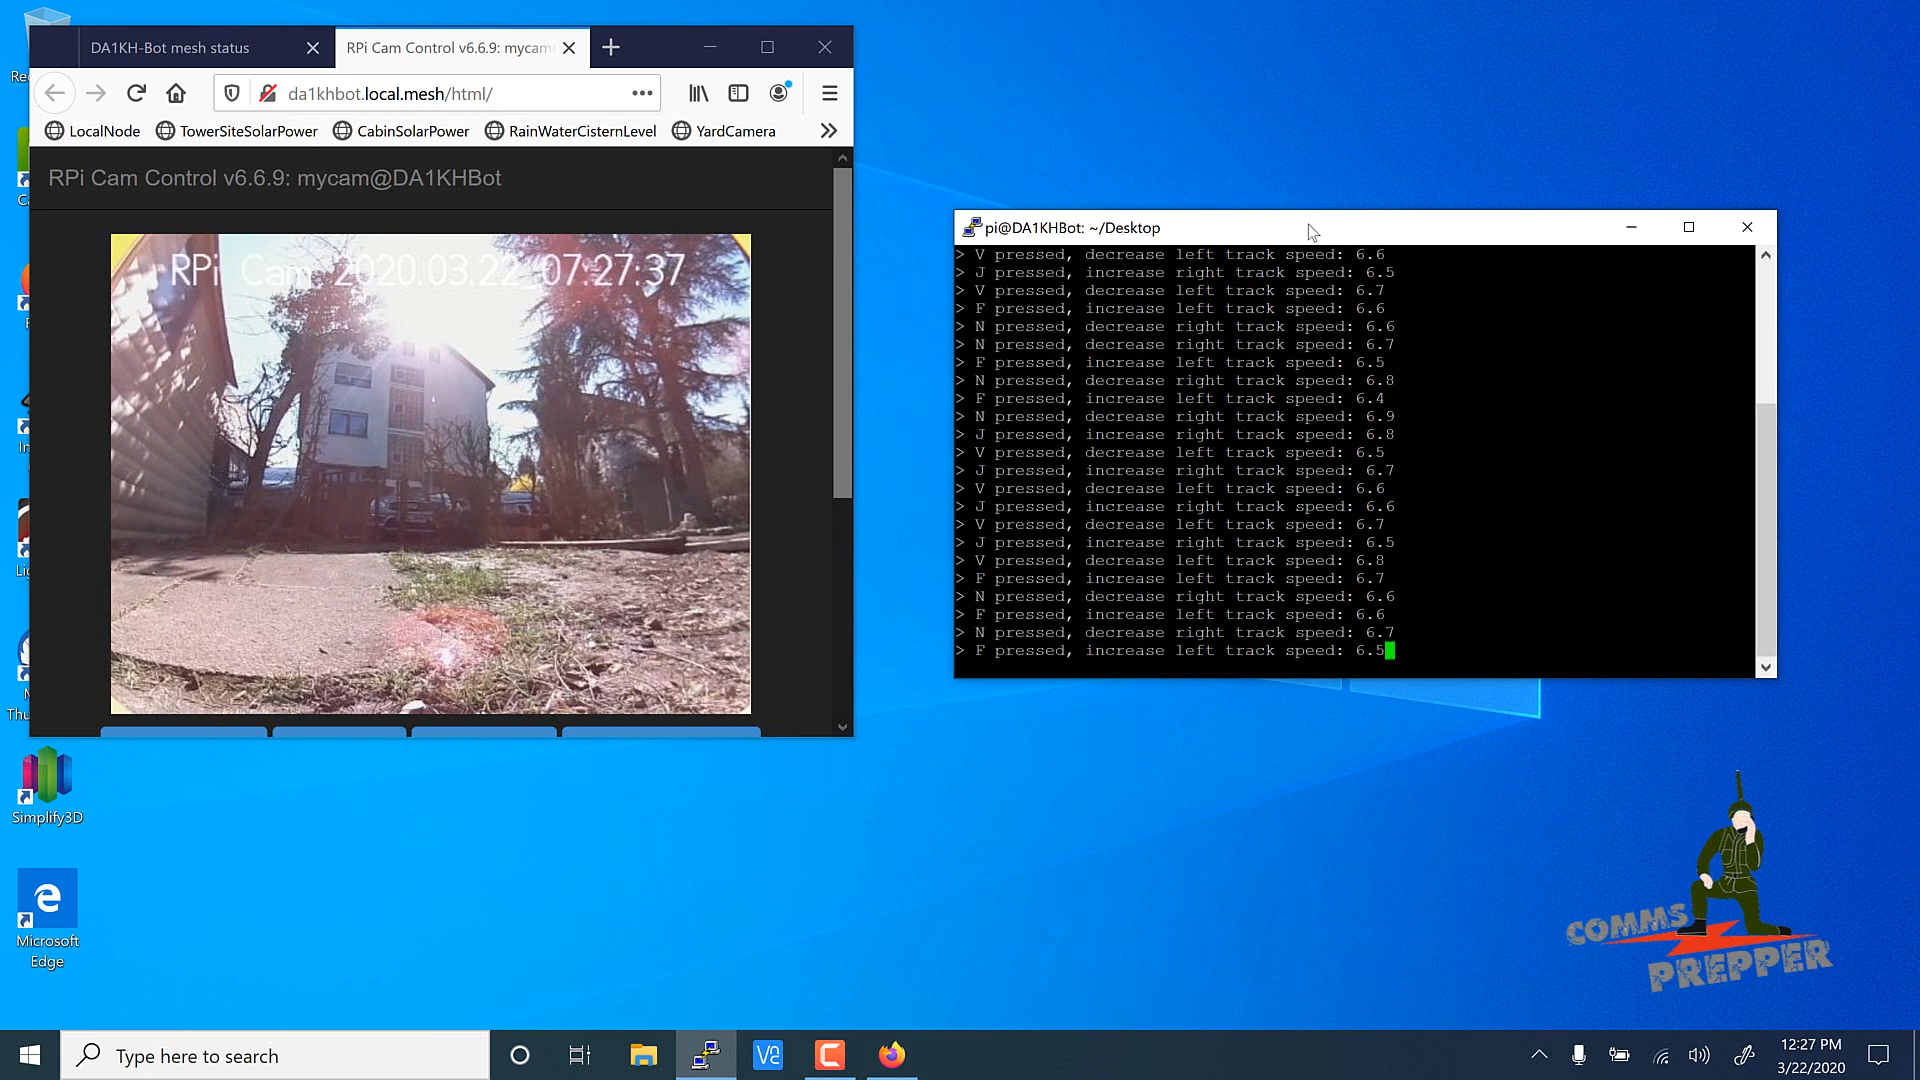 DA1KH-Bot mesh status
RPi Cam Control v6.6.9: mycam
da1khbot.local.mesh/html/
LocalNode
TowerSiteSolarPower
CabinSolarPower
RainWaterCisternLevel
YardCamera
RPi Cam Control v6.6.9: mycam@DA1KHBot
RPi Cam 2020.03.22_07:27:37
pi@DA1KHBot: ~/Desktop
> V pressed, decrease left track speed: 6.6
> J pressed, increase right track speed: 6.5
> V pressed, decrease left track speed: 6.7
> F pressed, increase left track speed: 6.6
> N pressed, decrease right track speed: 6.6
> N pressed, decrease right track speed: 6.7
> F pressed, increase left track speed: 6.5
> N pressed, decrease right track speed: 6.8
> F pressed, increase left track speed: 6.4
> N pressed, decrease right track speed: 6.9
> J pressed, increase right track speed: 6.8
> V pressed, decrease left track speed: 6.5
> J pressed, increase right track speed: 6.7
> V pressed, decrease left track speed: 6.6
> J pressed, increase right track speed: 6.6
> V pressed, decrease left track speed: 6.7
> J pressed, increase right track speed: 6.5
> V pressed, decrease left track speed: 6.8
> F pressed, increase left track speed: 6.7
> N pressed, decrease right track speed: 6.6
> F pressed, increase left track speed: 6.6
> N pressed, decrease right track speed: 6.7
> F pressed, increase left track speed: 6.5
Simplify3D
Microsoft
Edge
COMMS
PREPPER
Type here to search
12:27 PM
3/22/2020